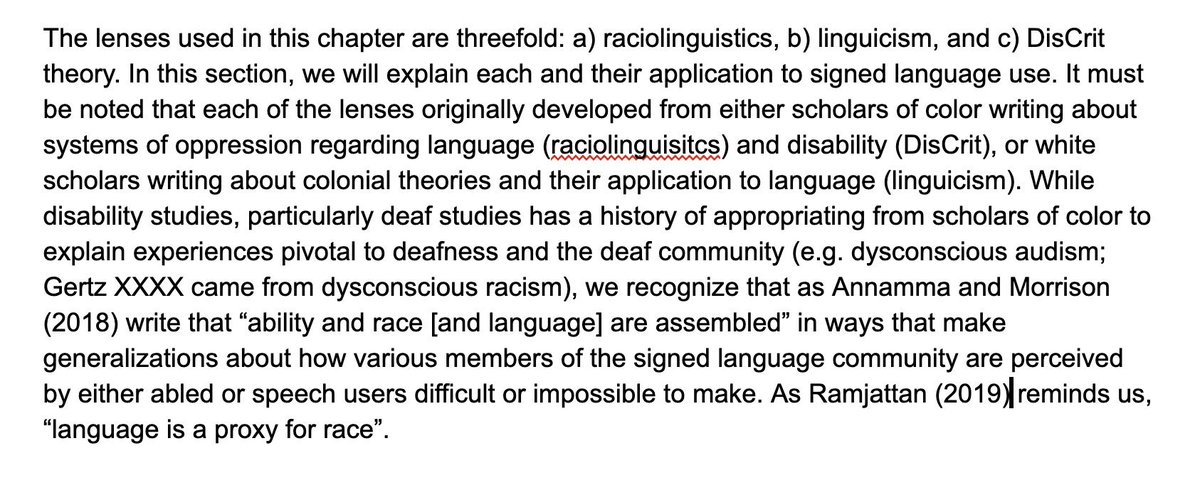 The lenses used in this chapter are threefold: a) raciolinguistics, b) linguicism, and c) DisCrit
theory. In this section, we will explain each and their application to signed language use. It must
be noted that each of the lenses originally developed from either scholars of color writing about
systems of oppression regarding language (raciolinguisitcs) and disability (DisCrit), or white
scholars writing about colonial theories and their application to language (linguicism). While
disability studies, particularly deaf studies has a history of appropriating from scholars of color to
explain experiences pivotal to deafness and the deaf community (e.g. dysconscious audism;
Gertz XXXX came from dysconscious racism), we recognize that as Annamma and Morrison
(2018) write that “ability and race [and language] are assembled” in ways that make
generalizations about how various members of the signed language community are perceived
by either abled or speech users difficult or impossible to make. As Ramjattan (2019) reminds us,
“language is a proxy for race”.